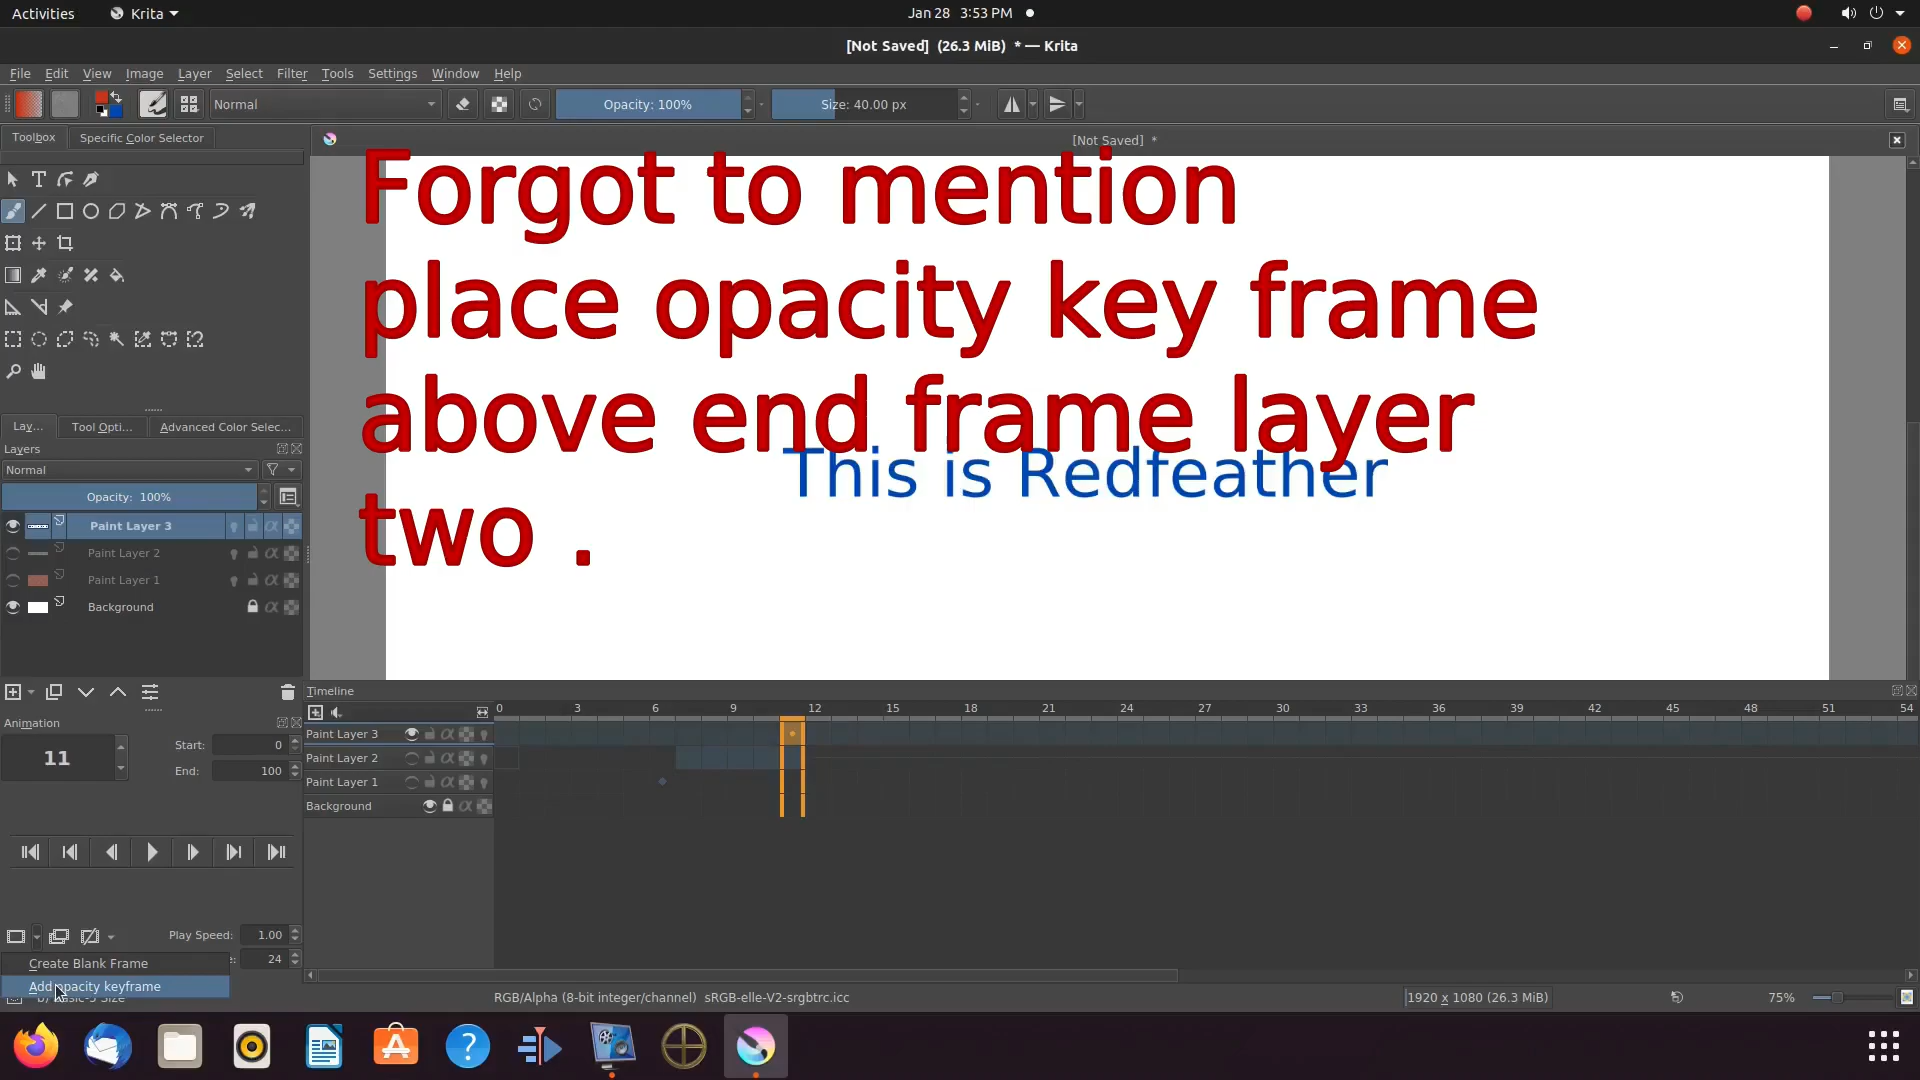 Activities
Krita
Jan 28 3:53 PM
[Not Saved] (26.3 MiB) * — Krita
File Edit View Image Layer Select Filter Tools Settings Window Help
Normal
Opacity: 100%
Size: 40.00 px
Toolbox
Specific Color Selector
[Not Saved] *
Forgot to mention
place opacity key frame
above end frame layer
two .
This is Redfeather
Lay...
Tool Opti...
Advanced Color Selec...
Layers
Normal
Opacity: 100%
Paint Layer 3
Paint Layer 2
Paint Layer 1
Background
Timeline
0 3 6 9 12 15 18 21 24 27 30 33 36 39 42 45 48 51 54
Paint Layer 3
Paint Layer 2
Paint Layer 1
Background
Animation
11
Start: 0
End: 100
Play Speed: 1.00
24
Create Blank Frame
Add opacity keyframe
RGB/Alpha (8-bit integer/channel) sRGB-elle-V2-srgbtrc.icc
1920 x 1080 (26.3 MiB)
75%